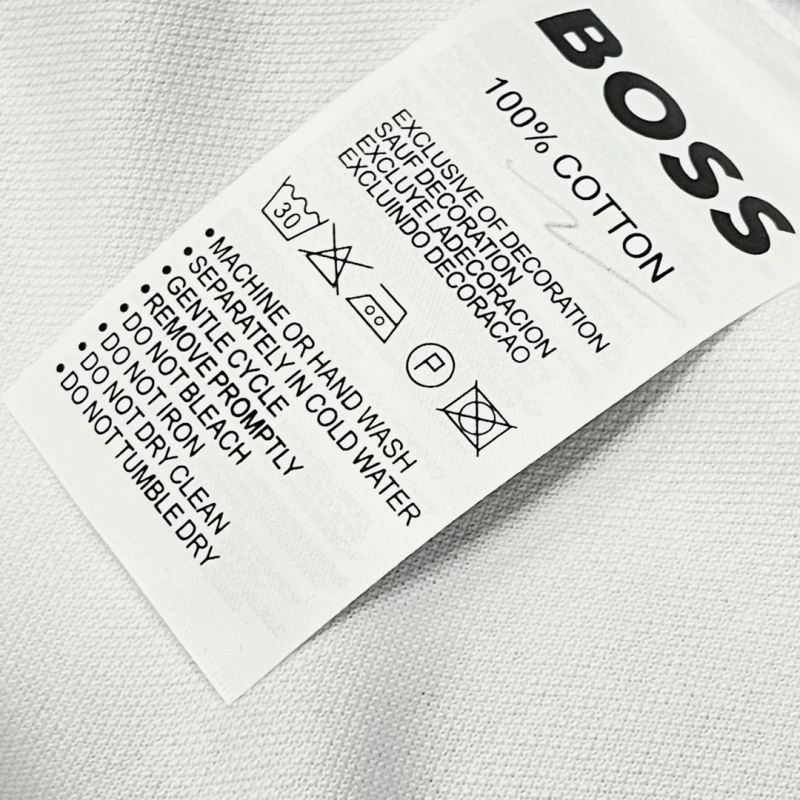 BOSS
100% COTTON
EXCLUSIVE OF DECORATION
SAUF DECORATION
EXCLUYE LADECORACION
EXCLUINDO DECORACAO
30
P
•MACHINE OR HAND WASH
•SEPARATELY IN COLD WATER
•GENTLE CYCLE
•REMOVE PROMPTLY
•DO NOT BLEACH
•DO NOT IRON
•DO NOT DRY CLEAN
•DO NOT TUMBLE DRY